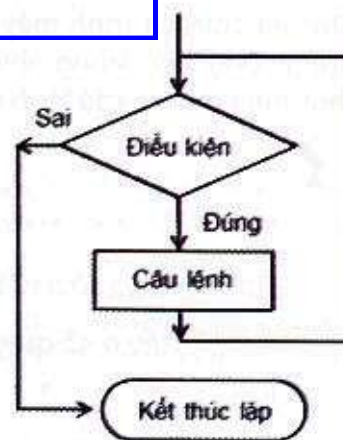 Sai
Điều kiện
Đúng
Câu lệnh
Kết thúc lặp